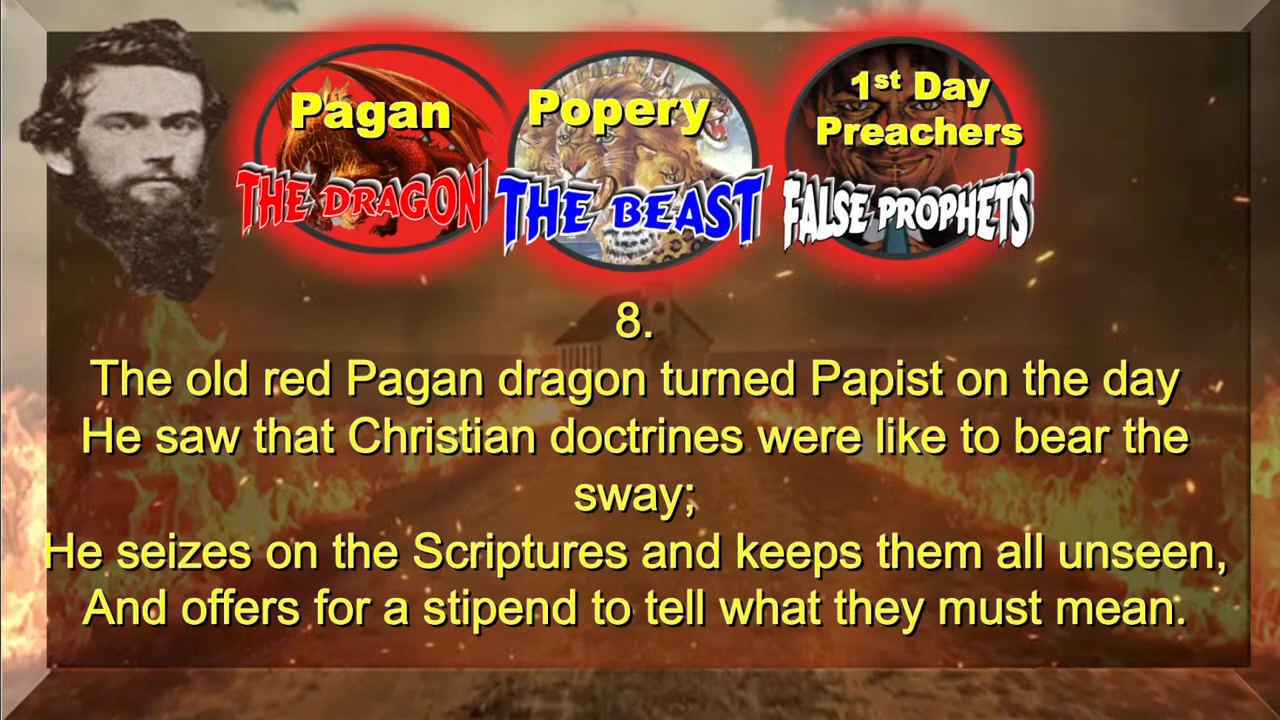 Pagan
THE DRAGON
Popery
THE BEAST
1st Day
Preachers
FALSE PROPHETS
8.
The old red Pagan dragon turned Papist on the day
He saw that Christian doctrines were like to bear the
sway;
He seizes on the Scriptures and keeps them all unseen,
And offers for a stipend to tell what they must mean.